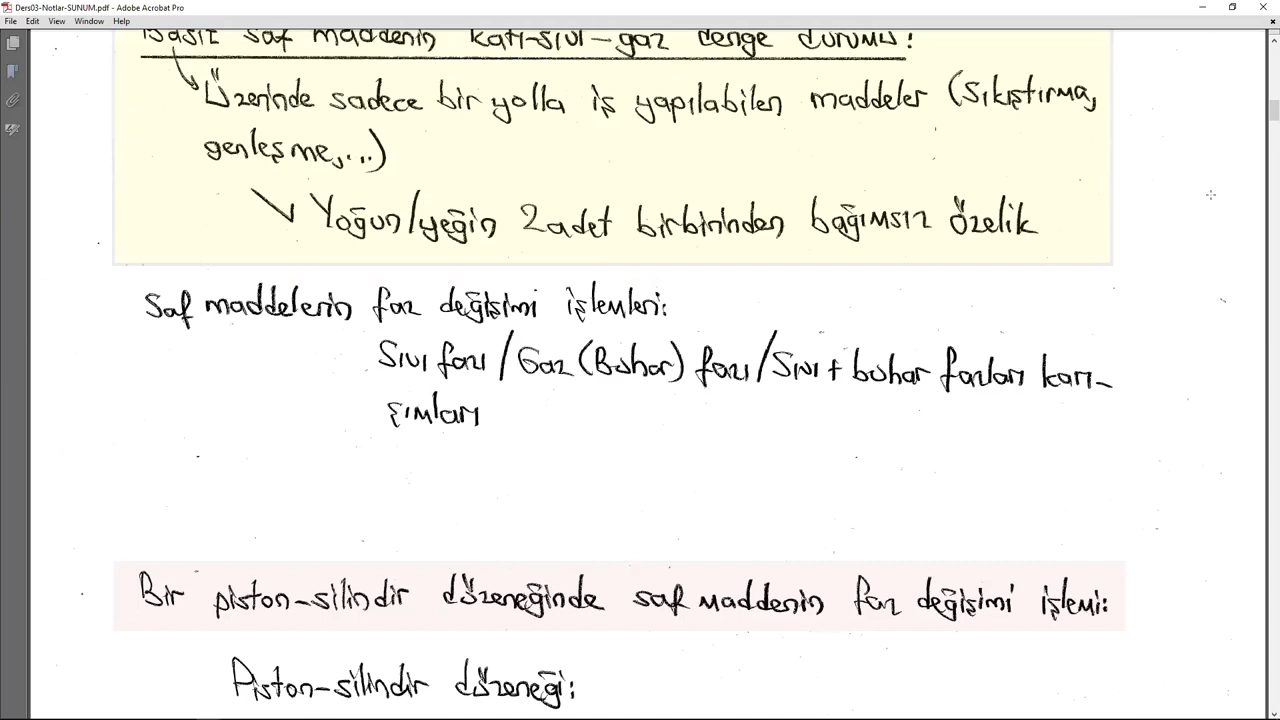 Ders03-Notlar-SUNUM.pdf - Adobe Acrobat Pro
File Edit View Window Help
Basit saf maddenin katı-sıvı-gaz denge durumu:
Üzerinde sadece bir yolla iş yapılabilen maddeler (sıkıştırma,
genleşme,...)
Yoğun/yeğin 2 adet birbirinden bağımsız özelik
Saf maddelerin faz değişimi işlemleri:
Sıvı fazı / Gaz (Buhar) fazı / Sıvı + buhar fazları karı-
şımları
Bir piston-silindir düzeneğinde saf maddenin faz değişimi işlemi:
Piston-silindir düzeneği: